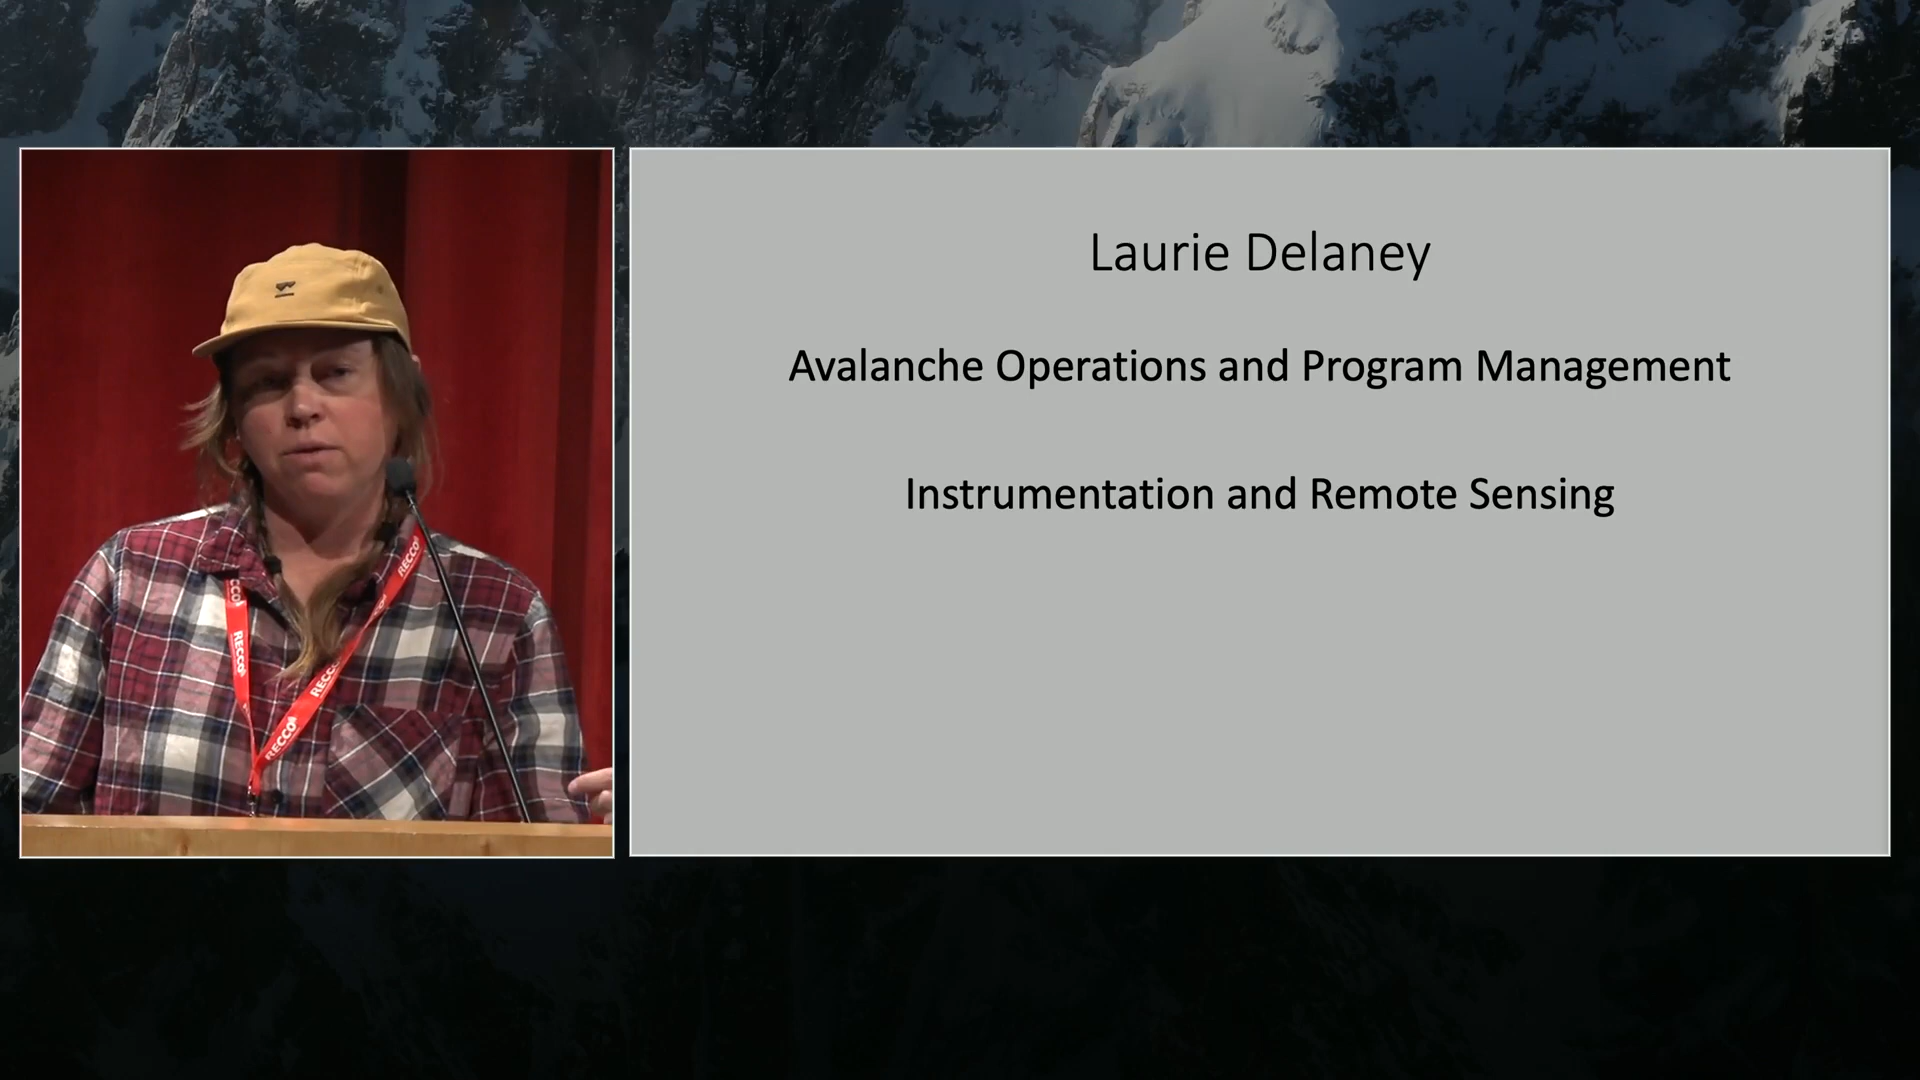 Laurie Delaney
Avalanche Operations and Program Management
Instrumentation and Remote Sensing
RECCO
RECCO
RECCO
RECCO